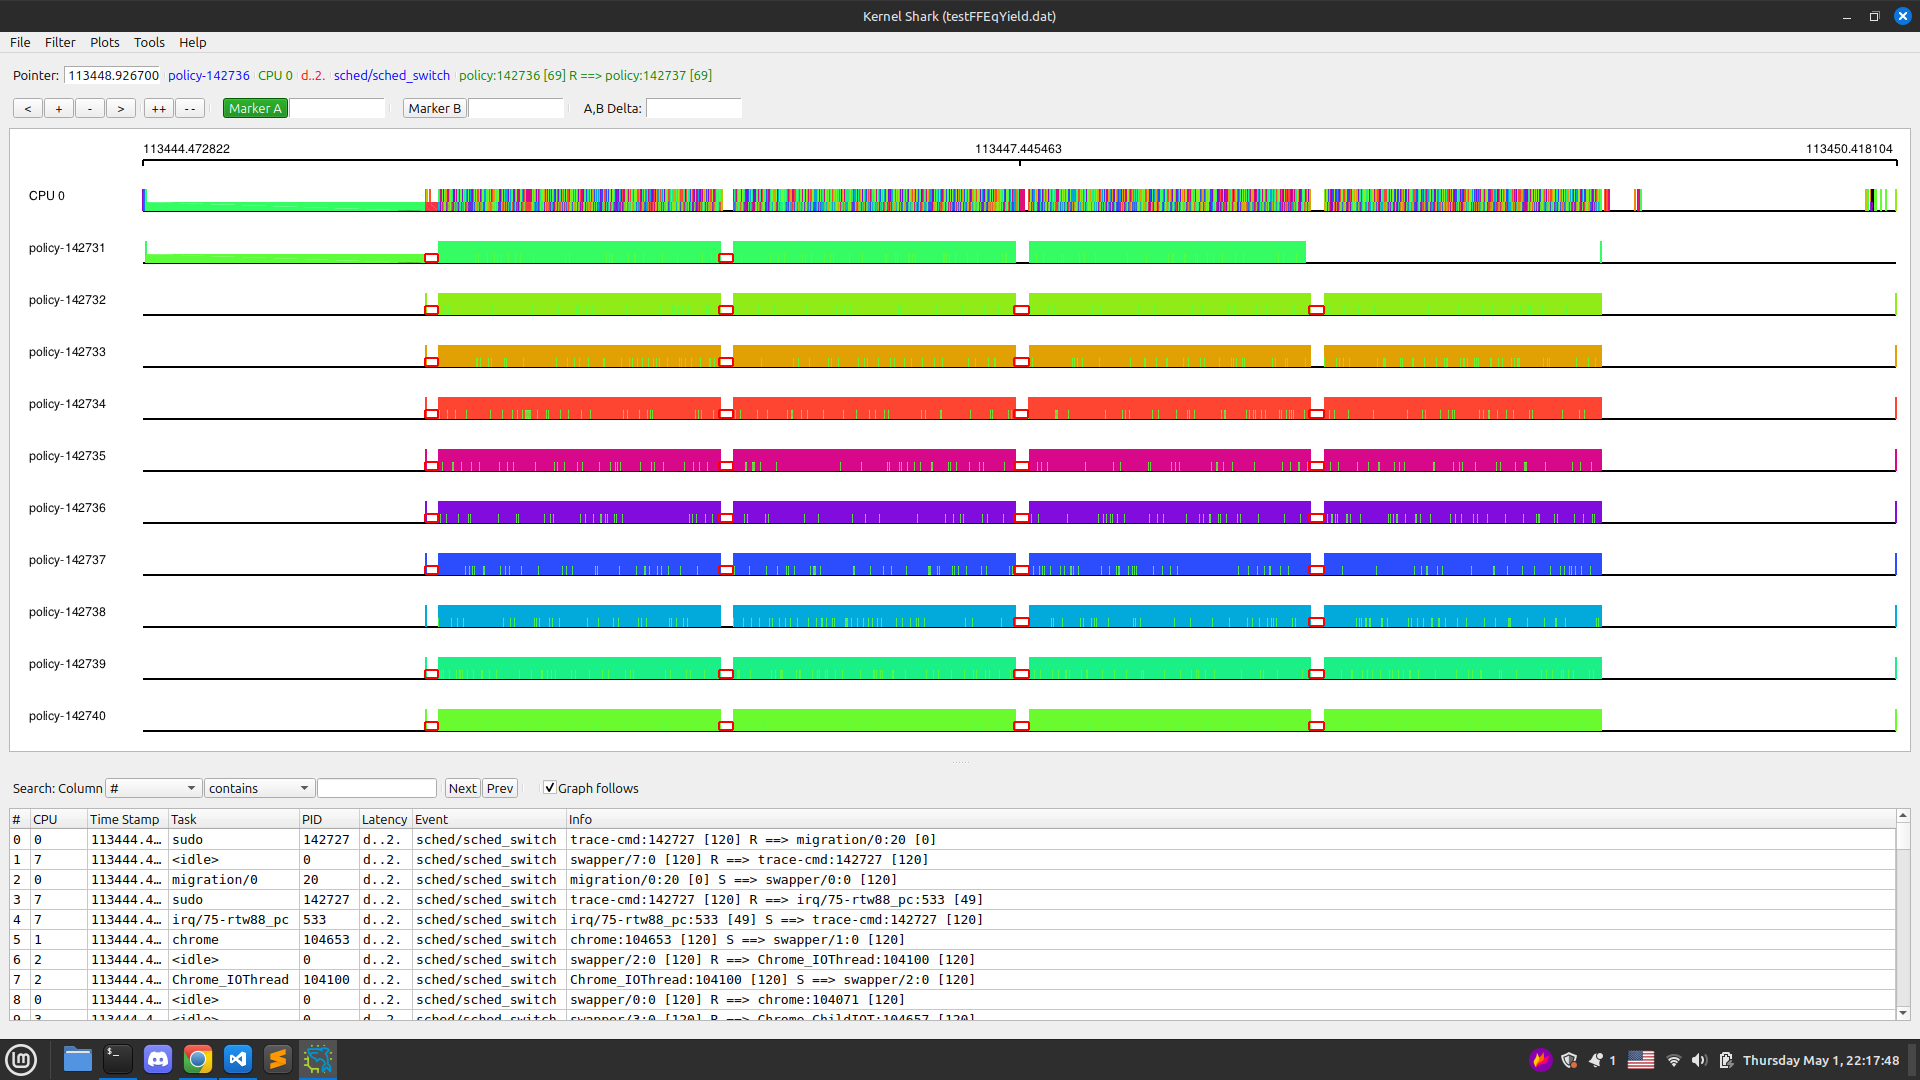 Kernel Shark (testFFEqYield.dat)
File Filter Plots Tools Help
Pointer: 113448.926700 policy-142736 CPU 0 d..2. sched/sched_switch policy:142736 [69] R ==> policy:142737 [69]
< + - > ++ -- Marker A Marker B A,B Delta:
113444.472822 113447.445463 113450.418104
CPU 0
policy-142731
policy-142732
policy-142733
policy-142734
policy-142735
policy-142736
policy-142737
policy-142738
policy-142739
policy-142740
Search: Column # contains Next Prev Graph follows
# CPU Time Stamp Task PID Latency Event Info
0 0 113444.4... sudo 142727 d..2. sched/sched_switch trace-cmd:142727 [120] R ==> migration/0:20 [0]
1 7 113444.4... <idle> 0 d..2. sched/sched_switch swapper/7:0 [120] R ==> trace-cmd:142727 [120]
2 0 113444.4... migration/0 20 d..2. sched/sched_switch migration/0:20 [0] S ==> swapper/0:0 [120]
3 7 113444.4... sudo 142727 d..2. sched/sched_switch trace-cmd:142727 [120] R ==> irq/75-rtw88_pc:533 [49]
4 7 113444.4... irq/75-rtw88_pc 533 d..2. sched/sched_switch irq/75-rtw88_pc:533 [49] S ==> trace-cmd:142727 [120]
5 1 113444.4... chrome 104653 d..2. sched/sched_switch chrome:104653 [120] S ==> swapper/1:0 [120]
6 2 113444.4... <idle> 0 d..2. sched/sched_switch swapper/2:0 [120] R ==> Chrome_IOThread:104100 [120]
7 2 113444.4... Chrome_IOThread 104100 d..2. sched/sched_switch Chrome_IOThread:104100 [120] S ==> swapper/2:0 [120]
8 0 113444.4... <idle> 0 d..2. sched/sched_switch swapper/0:0 [120] R ==> chrome:104071 [120]
9 3 113444.4... <idle> 0 d..2. sched/sched_switch swapper/3:0 [120] R ==> Chrome_ChildIOT:104657 [120]
1 Thursday May 1, 22:17:48